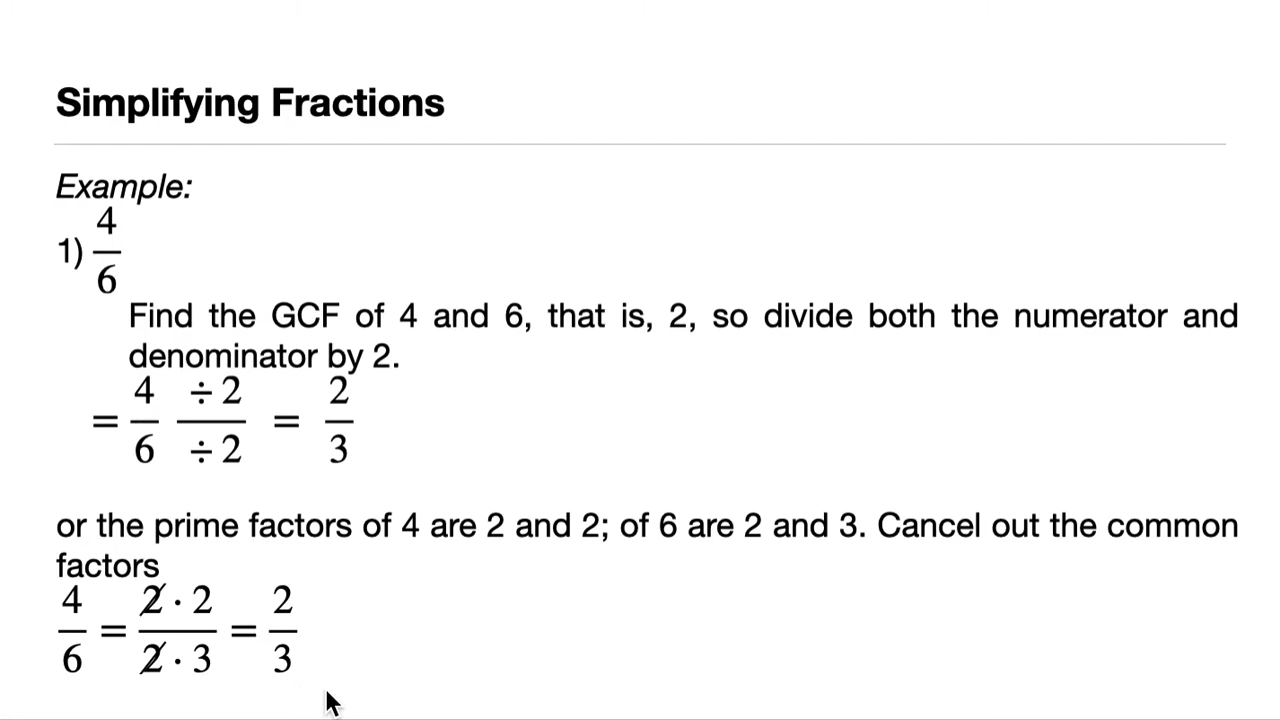 Simplifying Fractions
Example:
1) 4/6
Find the GCF of 4 and 6, that is, 2, so divide both the numerator and
denominator by 2.
= 4/6 ÷2/÷2 = 2/3
or the prime factors of 4 are 2 and 2; of 6 are 2 and 3. Cancel out the common
factors
4/6 = 2̸ · 2/2̸ · 3 = 2/3